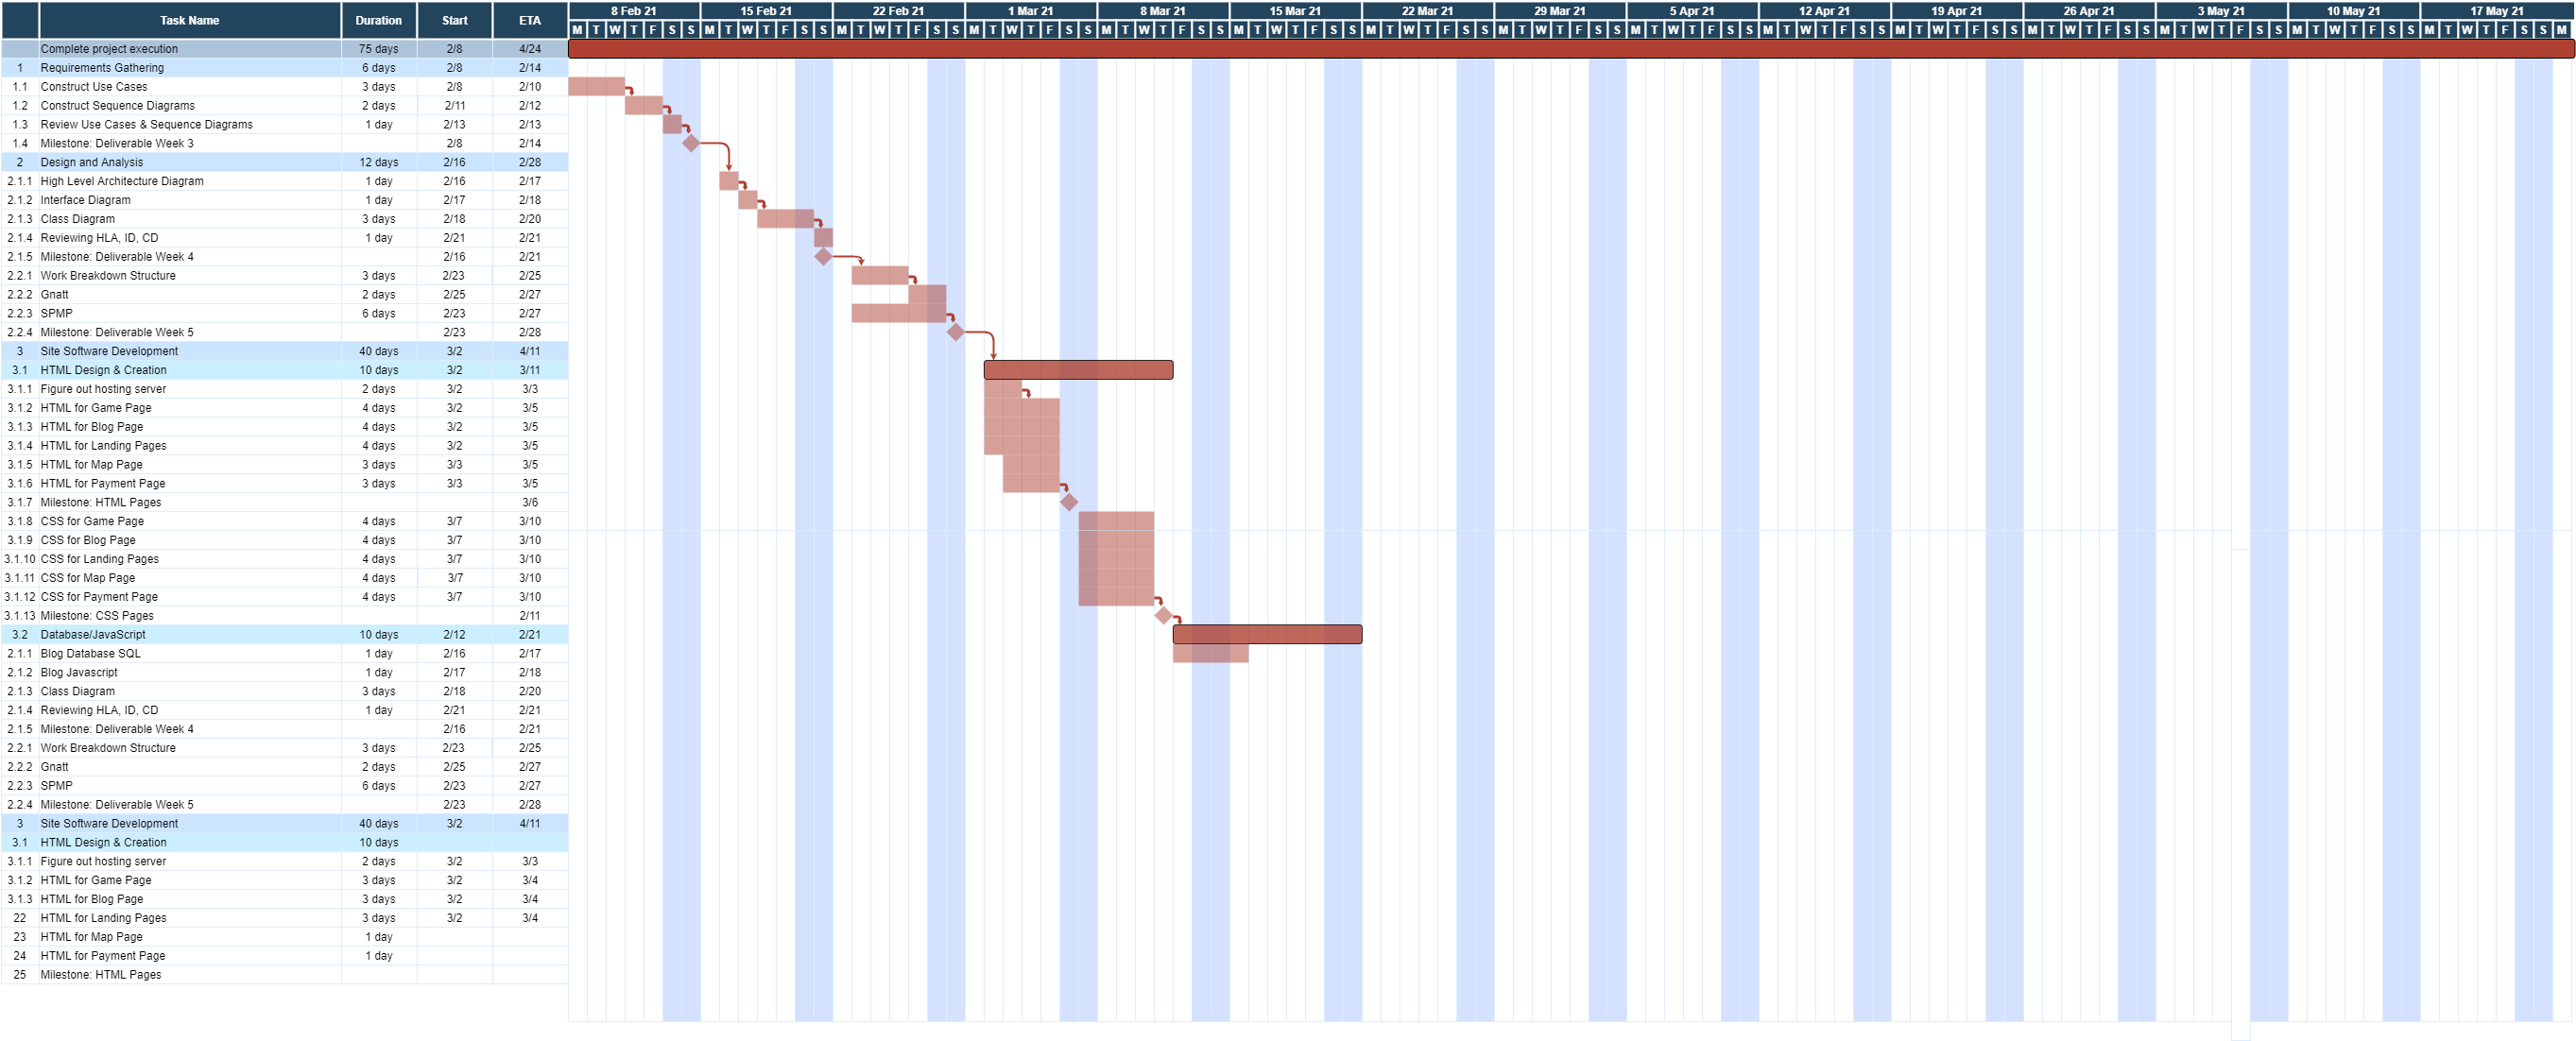 Task Name Duration Start ETA 8 Feb 21 15 Feb 21 22 Feb 21 1 Mar 21 8 Mar 21 15 Mar 21 22 Mar 21 29 Mar 21 5 Apr 21 12 Apr 21 19 Apr 21 26 Apr 21 3 May 21 10 May 21 17 May 21
M T W T F S S M T W T F S S M T W T F S S M T W T F S S M T W T F S S M T W T F S S M T W T F S S M T W T F S S M T W T F S S M T W T F S S M T W T F S S M T W T F S S M T W T F S S M T W T F S S M T W T F S S M
Complete project execution 75 days 2/8 4/24
1 Requirements Gathering 6 days 2/8 2/14
1.1 Construct Use Cases 3 days 2/8 2/10
1.2 Construct Sequence Diagrams 2 days 2/11 2/12
1.3 Review Use Cases & Sequence Diagrams 1 day 2/13 2/13
1.4 Milestone: Deliverable Week 3 2/8 2/14
2 Design and Analysis 12 days 2/16 2/28
2.1.1 High Level Architecture Diagram 1 day 2/16 2/17
2.1.2 Interface Diagram 1 day 2/17 2/18
2.1.3 Class Diagram 3 days 2/18 2/20
2.1.4 Reviewing HLA, ID, CD 1 day 2/21 2/21
2.1.5 Milestone: Deliverable Week 4 2/16 2/21
2.2.1 Work Breakdown Structure 3 days 2/23 2/25
2.2.2 Gnatt 2 days 2/25 2/27
2.2.3 SPMP 6 days 2/23 2/27
2.2.4 Milestone: Deliverable Week 5 2/23 2/28
3 Site Software Development 40 days 3/2 4/11
3.1 HTML Design & Creation 10 days 3/2 3/11
3.1.1 Figure out hosting server 2 days 3/2 3/3
3.1.2 HTML for Game Page 4 days 3/2 3/5
3.1.3 HTML for Blog Page 4 days 3/2 3/5
3.1.4 HTML for Landing Pages 4 days 3/2 3/5
3.1.5 HTML for Map Page 3 days 3/3 3/5
3.1.6 HTML for Payment Page 3 days 3/3 3/5
3.1.7 Milestone: HTML Pages 3/6
3.1.8 CSS for Game Page 4 days 3/7 3/10
3.1.9 CSS for Blog Page 4 days 3/7 3/10
3.1.10 CSS for Landing Pages 4 days 3/7 3/10
3.1.11 CSS for Map Page 4 days 3/7 3/10
3.1.12 CSS for Payment Page 4 days 3/7 3/10
3.1.13 Milestone: CSS Pages 2/11
3.2 Database/JavaScript 10 days 2/12 2/21
2.1.1 Blog Database SQL 1 day 2/16 2/17
2.1.2 Blog Javascript 1 day 2/17 2/18
2.1.3 Class Diagram 3 days 2/18 2/20
2.1.4 Reviewing HLA, ID, CD 1 day 2/21 2/21
2.1.5 Milestone: Deliverable Week 4 2/16 2/21
2.2.1 Work Breakdown Structure 3 days 2/23 2/25
2.2.2 Gnatt 2 days 2/25 2/27
2.2.3 SPMP 6 days 2/23 2/27
2.2.4 Milestone: Deliverable Week 5 2/23 2/28
3 Site Software Development 40 days 3/2 4/11
3.1 HTML Design & Creation 10 days
3.1.1 Figure out hosting server 2 days 3/2 3/3
3.1.2 HTML for Game Page 3 days 3/2 3/4
3.1.3 HTML for Blog Page 3 days 3/2 3/4
22 HTML for Landing Pages 3 days 3/2 3/4
23 HTML for Map Page 1 day
24 HTML for Payment Page 1 day
25 Milestone: HTML Pages